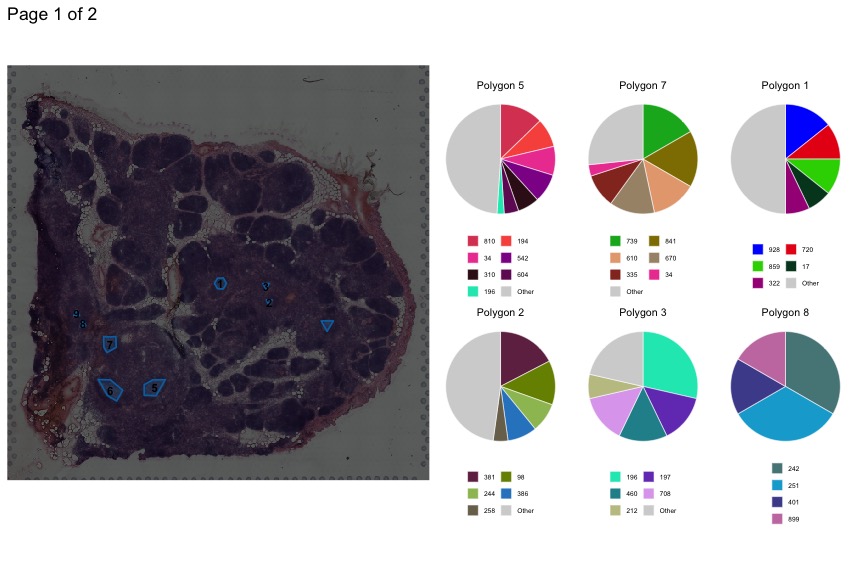 Page 1 of 2
Polygon 5
Polygon 7
Polygon 1
810 194
34 542
310 604
196 Other
739 841
610 670
335 34
Other
928 720
859 17
322 Other
1
3
2
9
8
7
6
5
Polygon 2
Polygon 3
Polygon 8
381 98
244 386
258 Other
196 197
460 708
212 Other
242
251
401
899